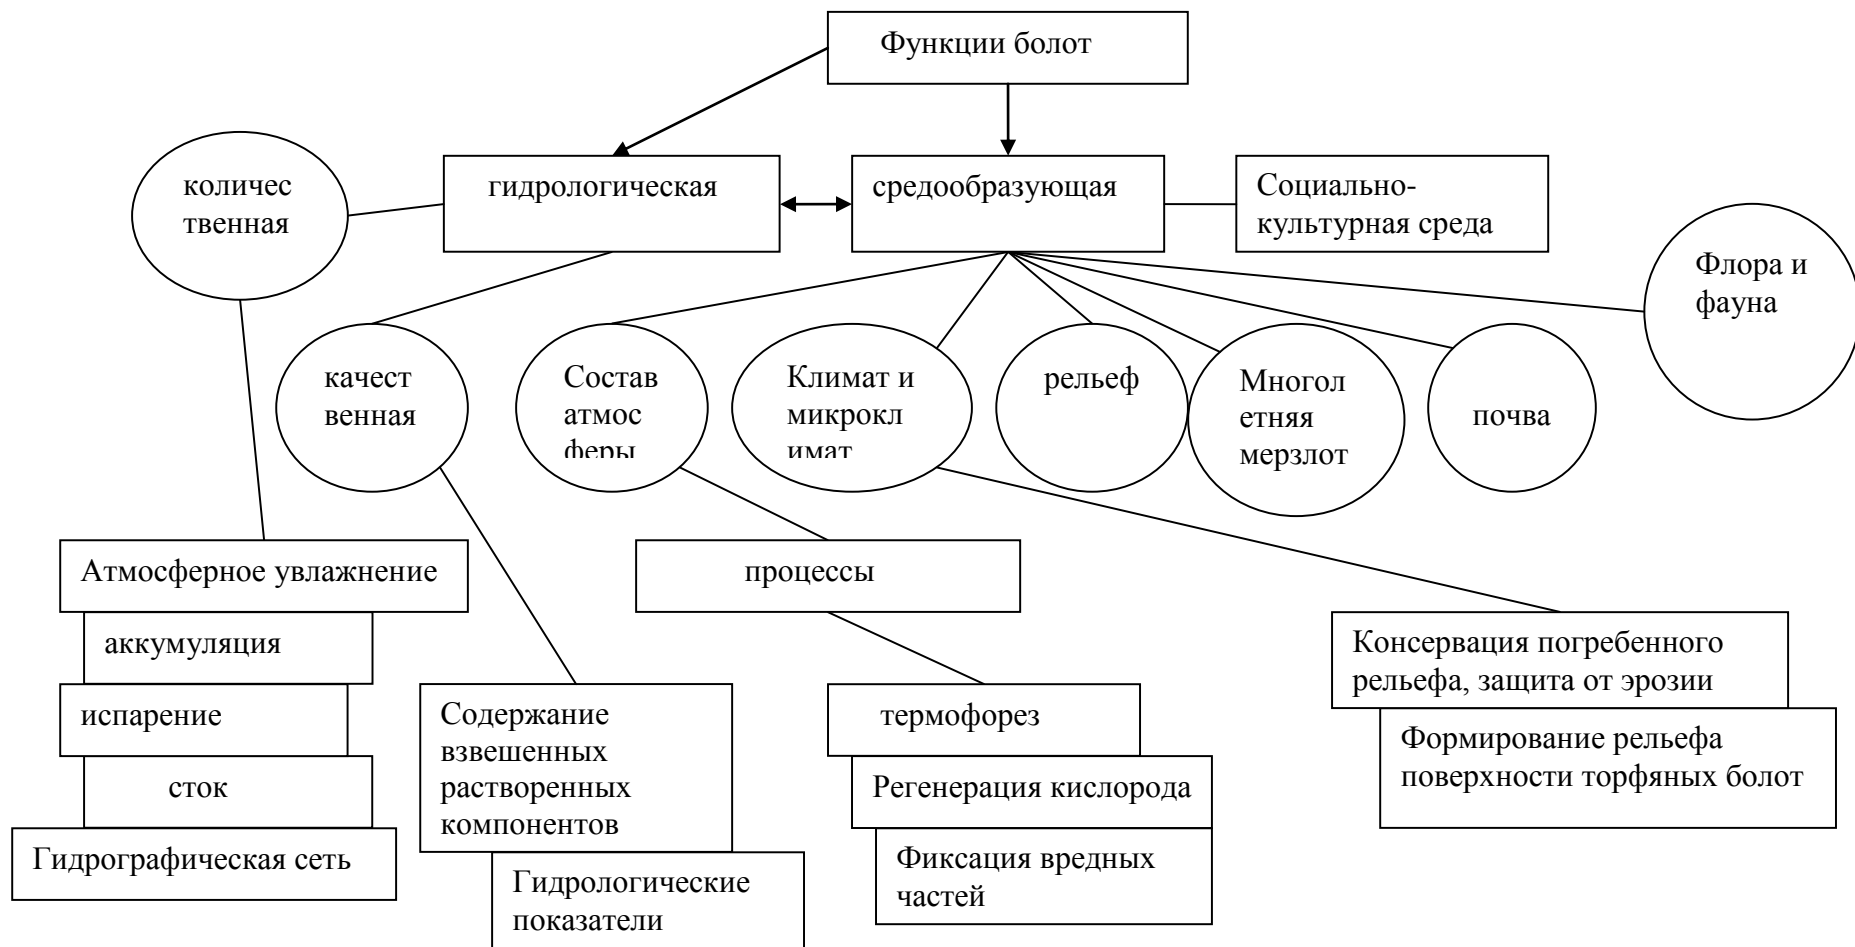 Функции болот
количес
твенная
гидрологическая
средообразующая
Социально-
культурная среда
Флора и
фауна
качест
венная
Состав
атмос
феры
Климат и
микрокл
имат
рельеф
Многол
етняя
мерзлот
почва
Атмосферное увлажнение
аккумуляция
испарение
сток
Гидрографическая сеть
Содержание
взвешенных
растворенных
компонентов
Гидрологические
показатели
процессы
термофорез
Регенерация кислорода
Фиксация вредных
частей
Консервация погребенного
рельефа, защита от эрозии
Формирование рельефа
поверхности торфяных болот